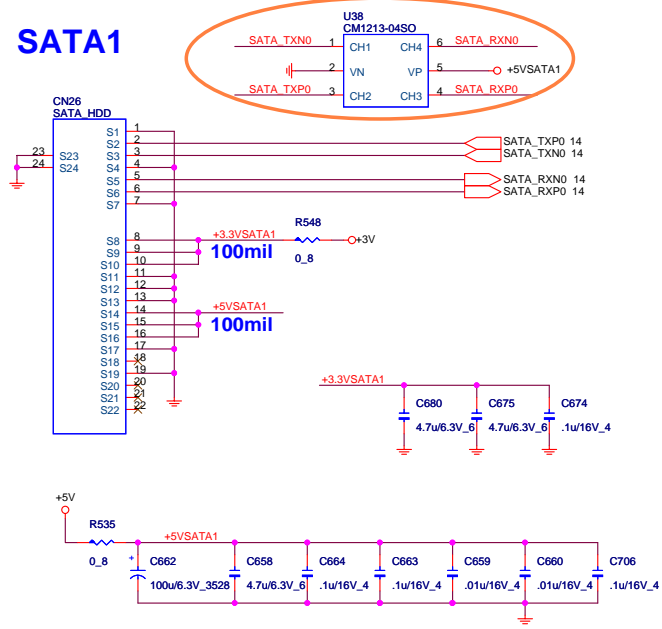 SATA1
U38
CM1213-04SO
SATA_TXN0 1 CH1 CH4 6 SATA_RXN0
2 VN VP 5 +5VSATA1
SATA_TXP0 3 CH2 CH3 4 SATA_RXP0
CN26
SATA_HDD
S1 1
S2 2 SATA_TXP0 14
23 S23 S3 3 SATA_TXN0 14
24 S24 S4 4
S5 5 SATA_RXN0 14
S6 6 SATA_RXP0 14
S7 7
R548
S8 8 +3.3VSATA1 +3V
S9 9 100mil
S10 10 0_8
S11 11
S12 12
S13 13
S14 14 +5VSATA1
S15 15 100mil
S16 16
S17 17
S18 18
S19 19
S20 20
S21 21
S22 22
+3.3VSATA1
C680 C675 C674
4.7u/6.3V_6 4.7u/6.3V_6 .1u/16V_4
+5V
R535
+5VSATA1
0_8 + C662 C658 C664 C663 C659 C660 C706
100u/6.3V_3528 4.7u/6.3V_6 .1u/16V_4 .1u/16V_4 .01u/16V_4 .01u/16V_4 .1u/16V_4